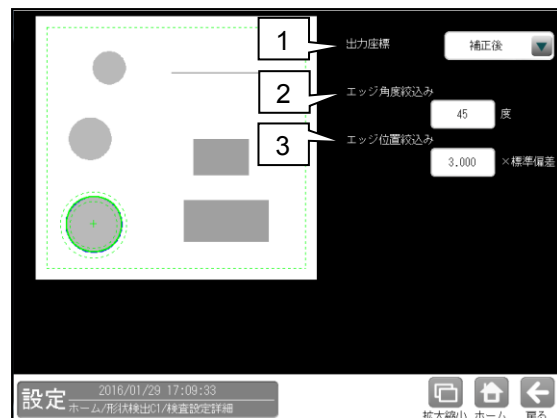 1
出力座標
補正後
2
エッジ角度絞込み
45 度
3
エッジ位置絞込み
3.000 ×標準偏差
設定
2016/01/29 17:09:33
ホーム/形状検出C1/検査設定詳細
拡大縮小 ホーム 戻る